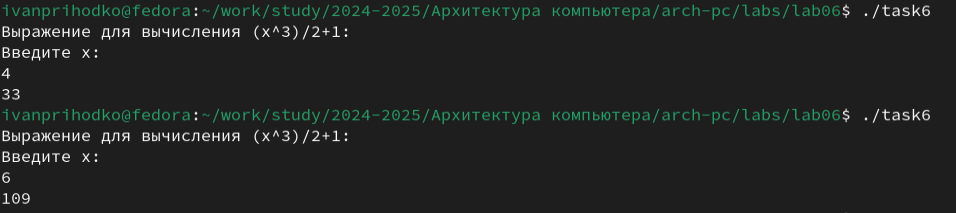 ivanprihodko@fedora:~/work/study/2024-2025/Архитектура компьютера/arch-pc/labs/lab06$ ./task6
Выражение для вычисления (x^3)/2+1:
Введите x:
4
33
ivanprihodko@fedora:~/work/study/2024-2025/Архитектура компьютера/arch-pc/labs/lab06$ ./task6
Выражение для вычисления (x^3)/2+1:
Введите x:
6
109